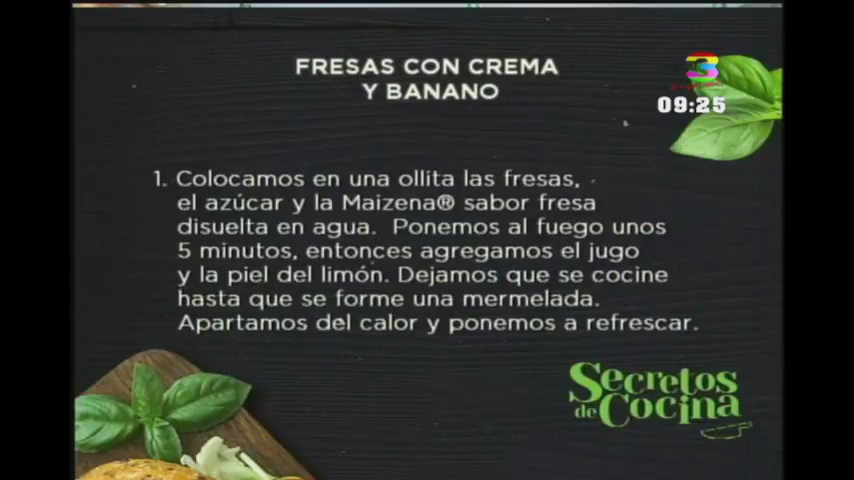 FRESAS CON CREMA
Y BANANO
3
09:25
1. Colocamos en una ollita las fresas,
el azúcar y la Maizena® sabor fresa
disuelta en agua. Ponemos al fuego unos
5 minutos, entonces agregamos el jugo
y la piel del limón. Dejamos que se cocine
hasta que se forme una mermelada.
Apartamos del calor y ponemos a refrescar.
Secretos
de Cocina